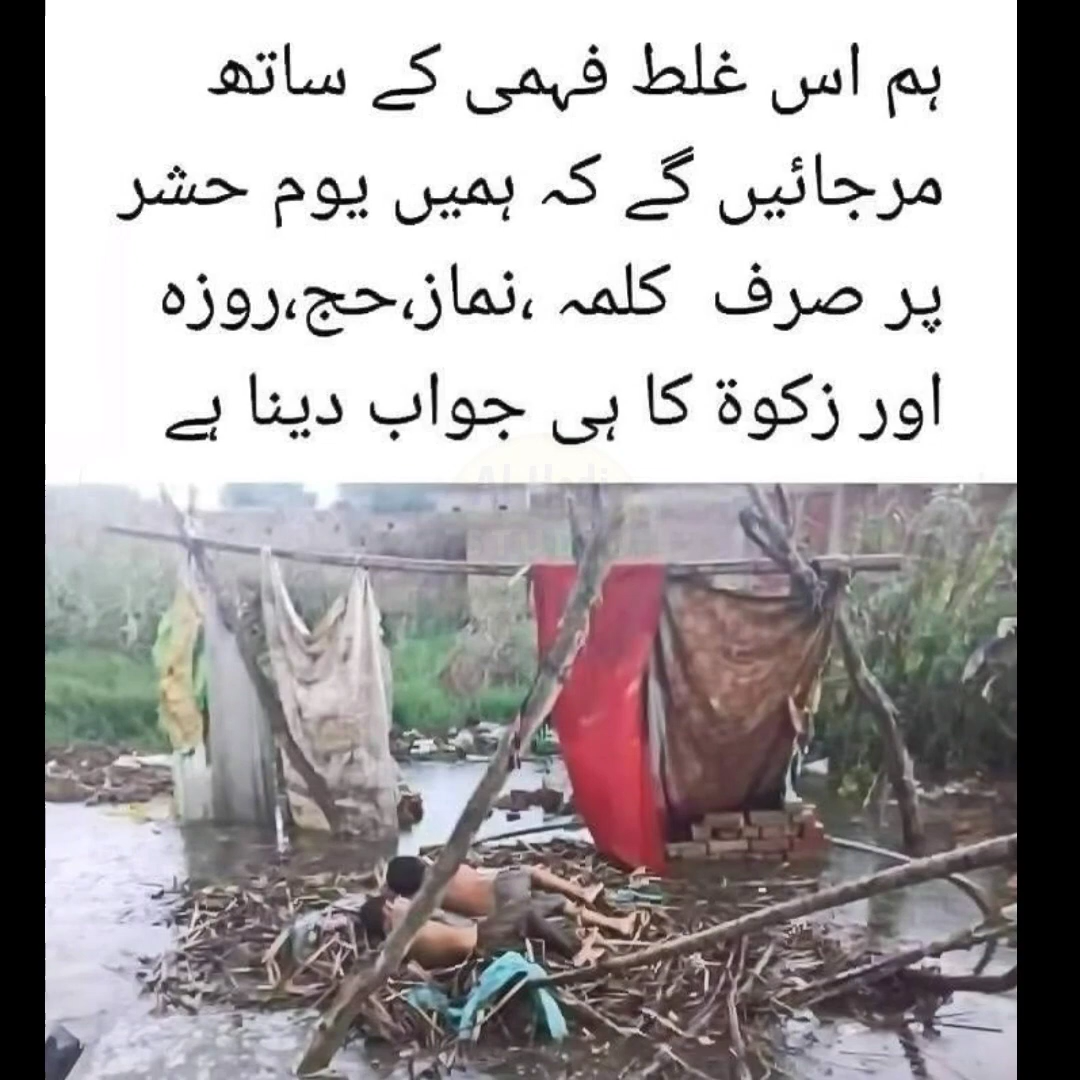 ہم اس غلط فہمی کے ساتھ
مرجائیں گے کہ ہمیں یوم حشر
پر صرف کلمہ ،نماز،حج،روزہ
اور زکوۃ کا ہی جواب دینا ہے